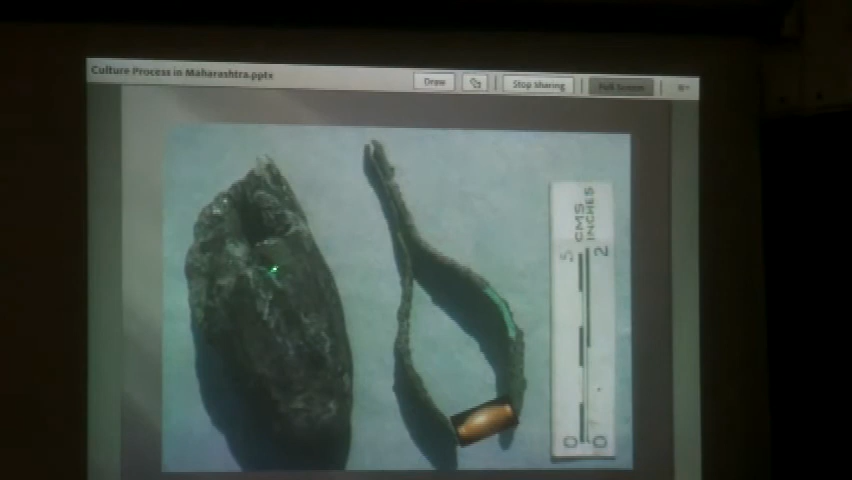 Culture Process in Maharashtra.pptx
Draw
Stop Sharing
Full Screen
5
CMS
INCHES
2
0
0